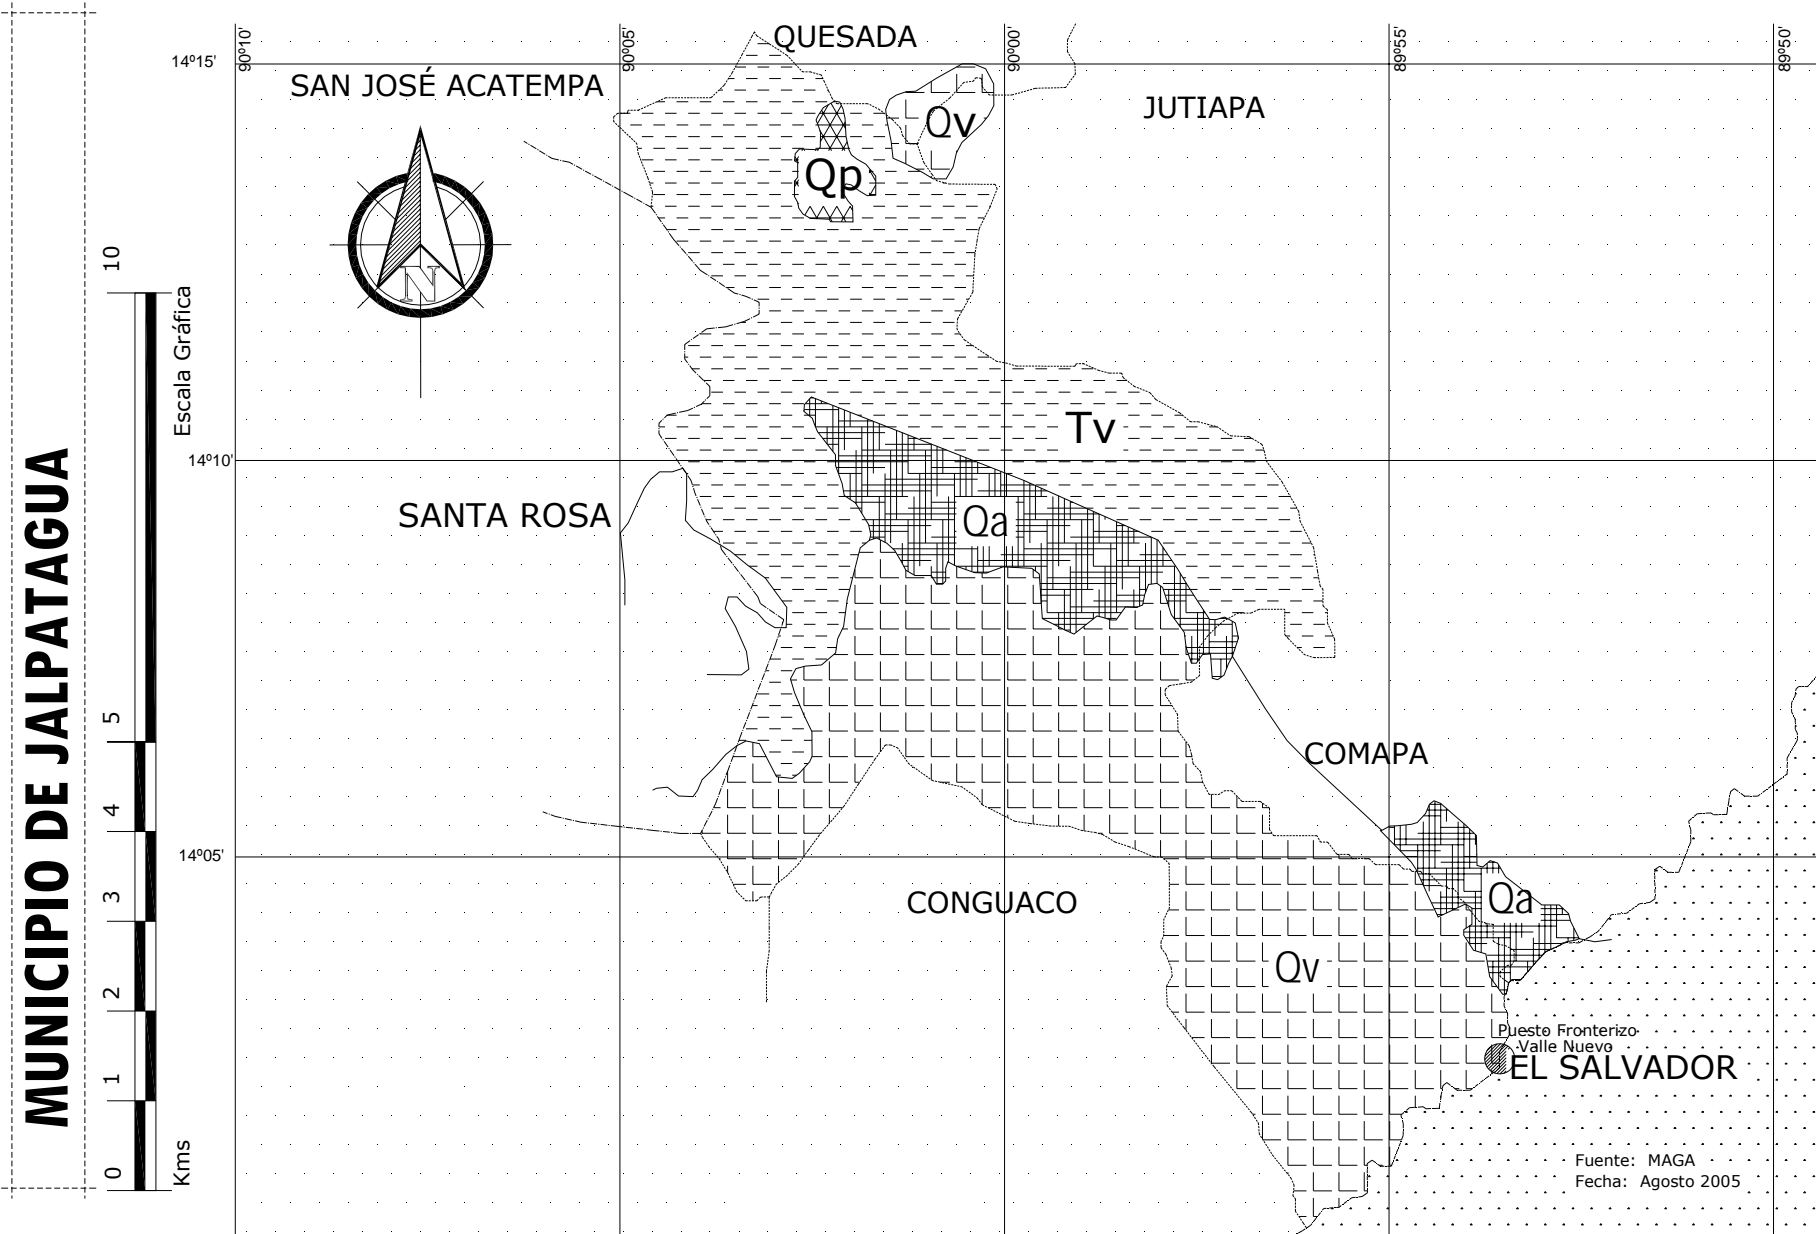 MUNICIPIO DE JALPATAGUA
Escala Gráfica
10
5
4
3
2
1
0
Kms
90º10'
90º05'
90º00'
89º55'
89º50'
14º15'
14º10'
14º05'
QUESADA
SAN JOSÉ ACATEMPA
JUTIAPA
Qv
Qp
N
Tv
SANTA ROSA
Qa
COMAPA
CONGUACO
Qa
Qv
Puesto Fronterizo
Valle Nuevo
EL SALVADOR
Fuente: MAGA
Fecha: Agosto 2005